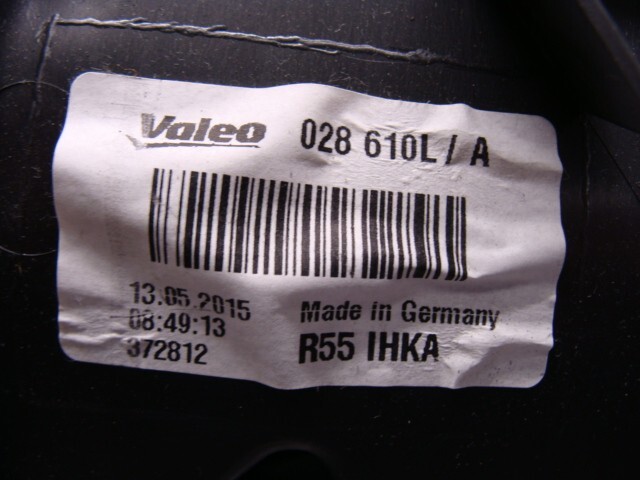 Valeo 028 610L / A
13.05.2015
08:49:13 Made in Germany
372812 R55 IHKA